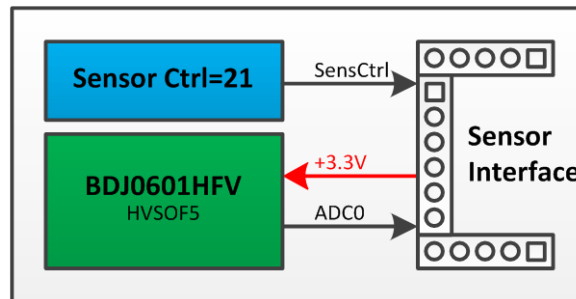 Sensor Ctrl=21
SensCtrl
BDJ0601HFV
HVSOF5
+3.3V
ADC0
Sensor
Interface